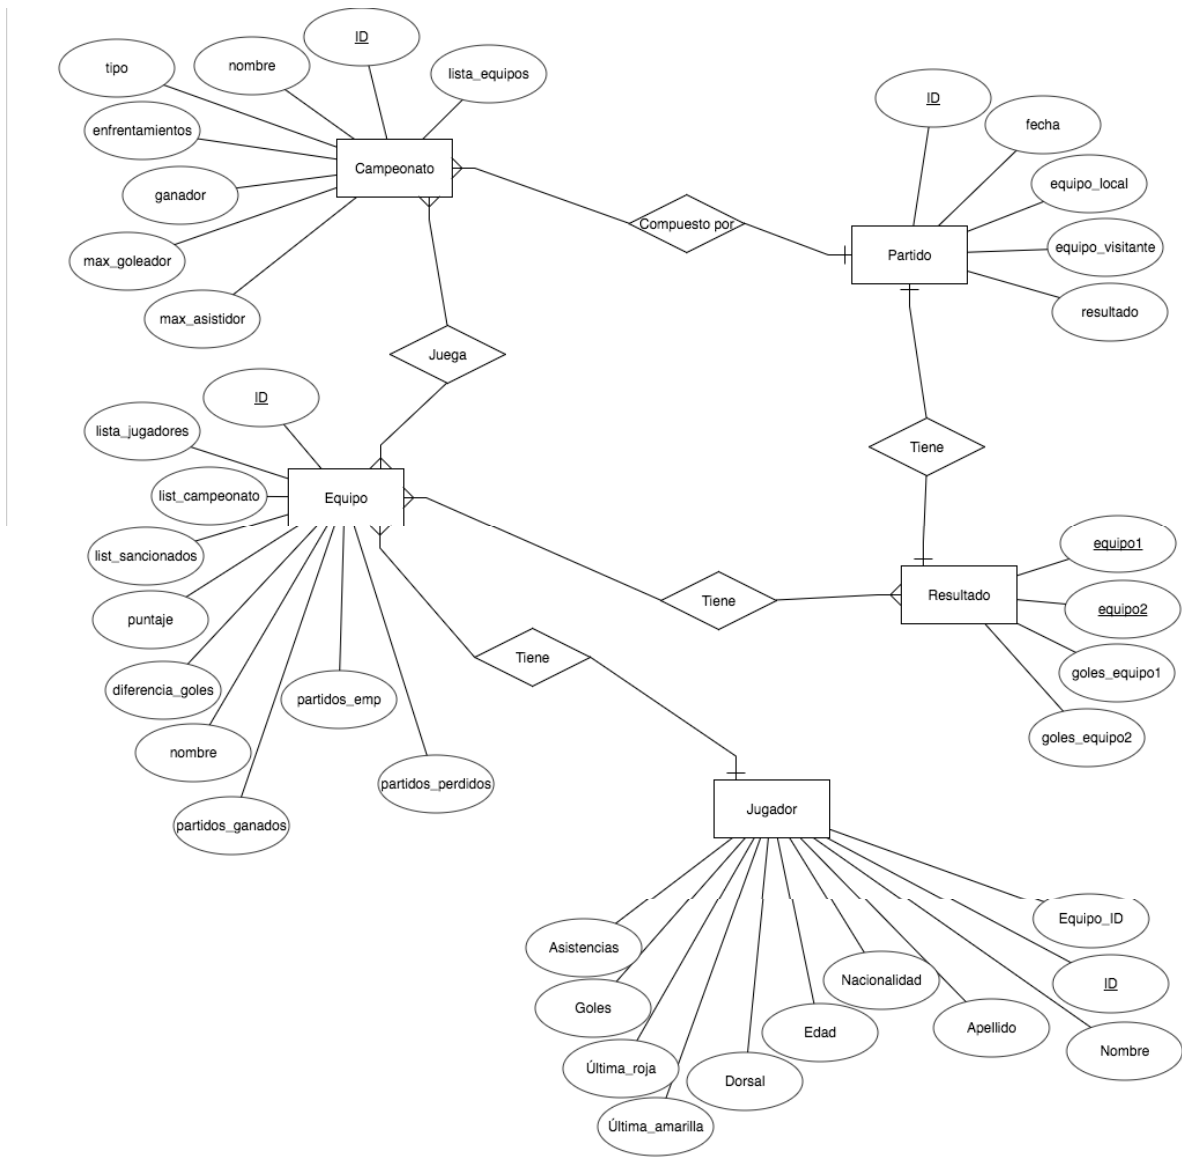 ID
nombre
tipo
lista_equipos
enfrentamientos
ganador
max_goleador
max_asistidor
Campeonato
Compuesto por
ID
fecha
equipo_local
equipo_visitante
resultado
Partido
Juega
ID
lista_jugadores
list_campeonato
list_sancionados
puntaje
diferencia_goles
nombre
partidos_ganados
partidos_emp
partidos_perdidos
Equipo
Tiene
Tiene
Tiene
Resultado
equipo1
equipo2
goles_equipo1
goles_equipo2
Jugador
Asistencias
Goles
Última_roja
Última_amarilla
Dorsal
Edad
Nacionalidad
Apellido
Equipo_ID
ID
Nombre